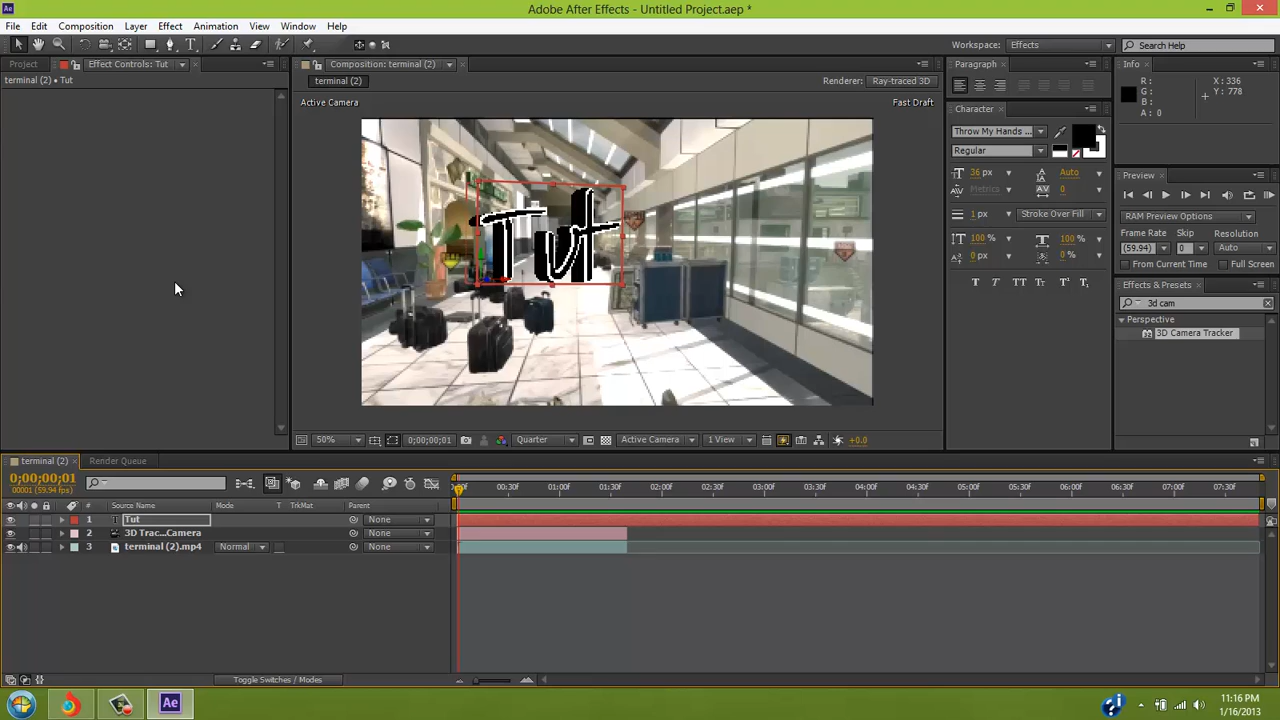 Adobe After Effects - Untitled Project.aep *
File Edit Composition Layer Effect Animation View Window Help
Workspace: Effects Search Help
Project Effect Controls: Tut
terminal (2) • Tut
Composition: terminal (2)
terminal (2)
Renderer: Ray-traced 3D
Active Camera
Fast Draft
Tut
50% 0;00;00;01 Quarter Active Camera 1 View +0.0
Paragraph
Character
Throw My Hands ...
Regular
36 px Auto
Metrics 0
1 px Stroke Over Fill
100 % 100 %
0 px 0 %
T T TT Tт T¹ T₁
Info
R: X: 336
G: Y: 778
B:
A: 0
Preview
RAM Preview Options
Frame Rate Skip Resolution
(59.94) 0 Auto
From Current Time Full Screen
Effects & Presets
3d cam
Perspective
3D Camera Tracker
terminal (2) Render Queue
0;00;00;01
00001 (59.94 fps)
# Source Name Mode T TrkMat Parent
00:30f 01:00f 01:30f 02:00f 02:30f 03:00f 03:30f 04:00f 04:30f 05:00f 05:30f 06:00f 06:30f 07:00f 07:30f
1 T Tut None
2 3D Trac...Camera None
3 terminal (2).mp4 Normal None
Toggle Switches / Modes
Ae
11:16 PM
1/16/2013